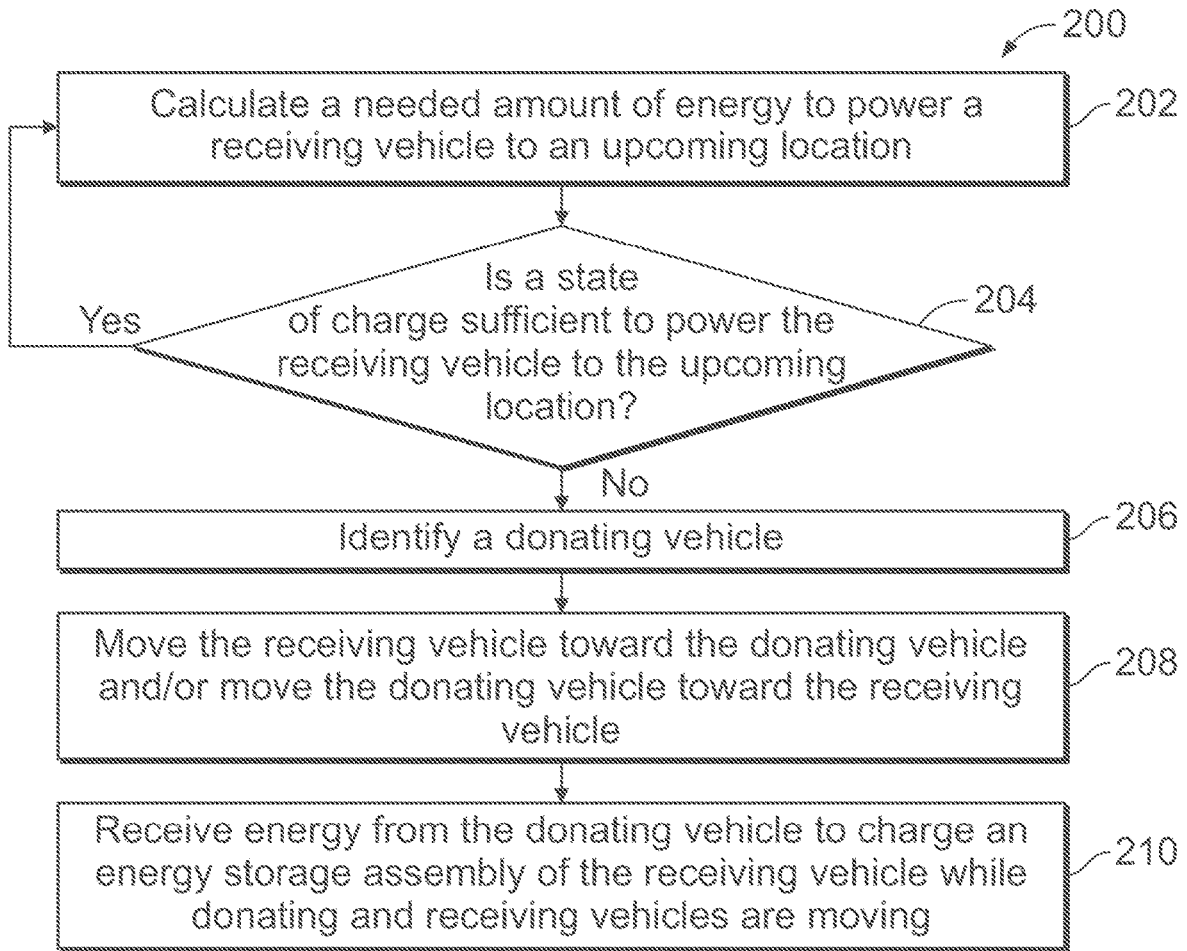 200
Calculate a needed amount of energy to power a
receiving vehicle to an upcoming location
202
Is a state
of charge sufficient to power the
receiving vehicle to the upcoming
location?
204
Yes
No
Identify a donating vehicle
206
Move the receiving vehicle toward the donating vehicle
and/or move the donating vehicle toward the receiving
vehicle
208
Receive energy from the donating vehicle to charge an
energy storage assembly of the receiving vehicle while
donating and receiving vehicles are moving
210